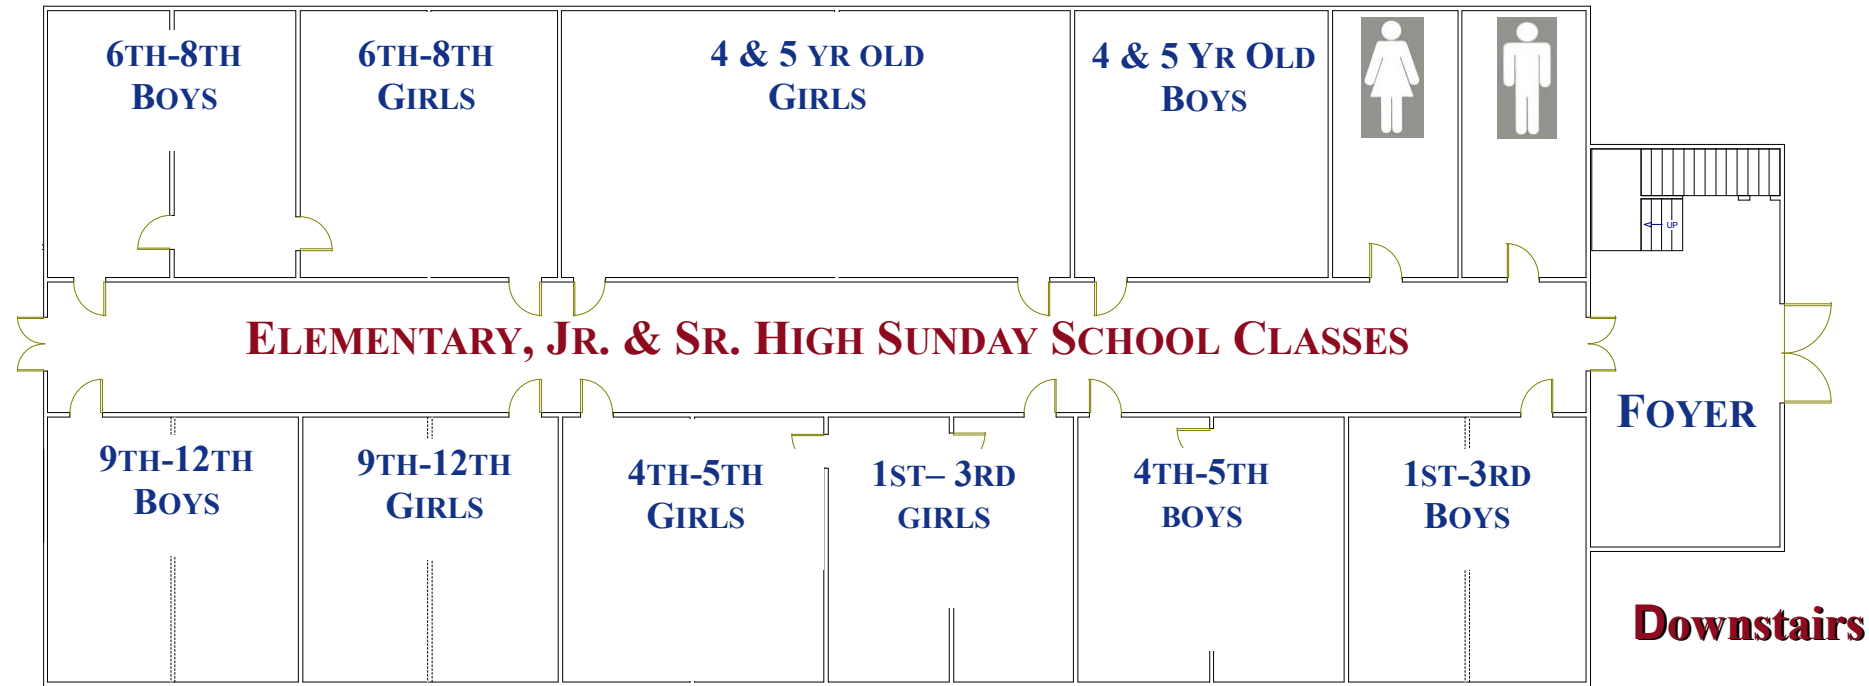 6TH-8TH
BOYS
6TH-8TH
GIRLS
4 & 5 YR OLD
GIRLS
4 & 5 YR OLD
BOYS
UP
ELEMENTARY, JR. & SR. HIGH SUNDAY SCHOOL CLASSES
FOYER
9TH-12TH
BOYS
9TH-12TH
GIRLS
4TH-5TH
GIRLS
1ST– 3RD
GIRLS
4TH-5TH
BOYS
1ST-3RD
BOYS
Downstairs